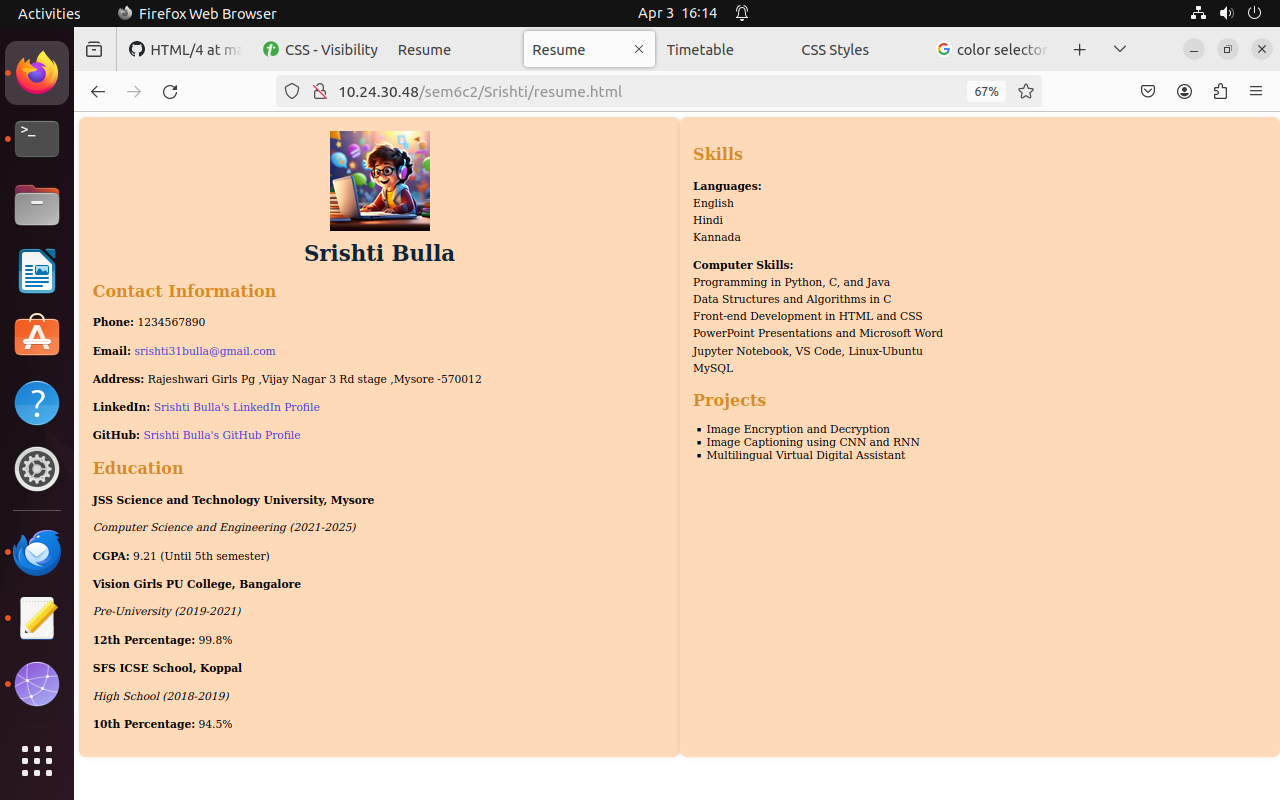 Activities
Firefox Web Browser
Apr 3 16:14
HTML/4 at ma
CSS - Visibility
Resume
Resume
Timetable
CSS Styles
color selector
10.24.30.48/sem6c2/Srishti/resume.html
67%
>_
?
A
Srishti Bulla
Contact Information
Phone: 1234567890
Email: srishti31bulla@gmail.com
Address: Rajeshwari Girls Pg ,Vijay Nagar 3 Rd stage ,Mysore -570012
LinkedIn: Srishti Bulla's LinkedIn Profile
GitHub: Srishti Bulla's GitHub Profile
Education
JSS Science and Technology University, Mysore
Computer Science and Engineering (2021-2025)
CGPA: 9.21 (Until 5th semester)
Vision Girls PU College, Bangalore
Pre-University (2019-2021)
12th Percentage: 99.8%
SFS ICSE School, Koppal
High School (2018-2019)
10th Percentage: 94.5%
Skills
Languages:
English
Hindi
Kannada
Computer Skills:
Programming in Python, C, and Java
Data Structures and Algorithms in C
Front-end Development in HTML and CSS
PowerPoint Presentations and Microsoft Word
Jupyter Notebook, VS Code, Linux-Ubuntu
MySQL
Projects
Image Encryption and Decryption
Image Captioning using CNN and RNN
Multilingual Virtual Digital Assistant